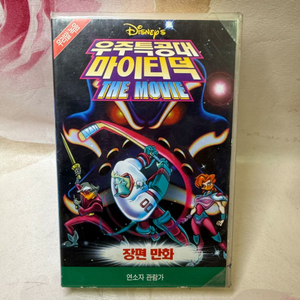 우리말녹음
DISNEY'S
우주특공대
마이티덕
THE MOVIE
장편 만화
연소자 관람가